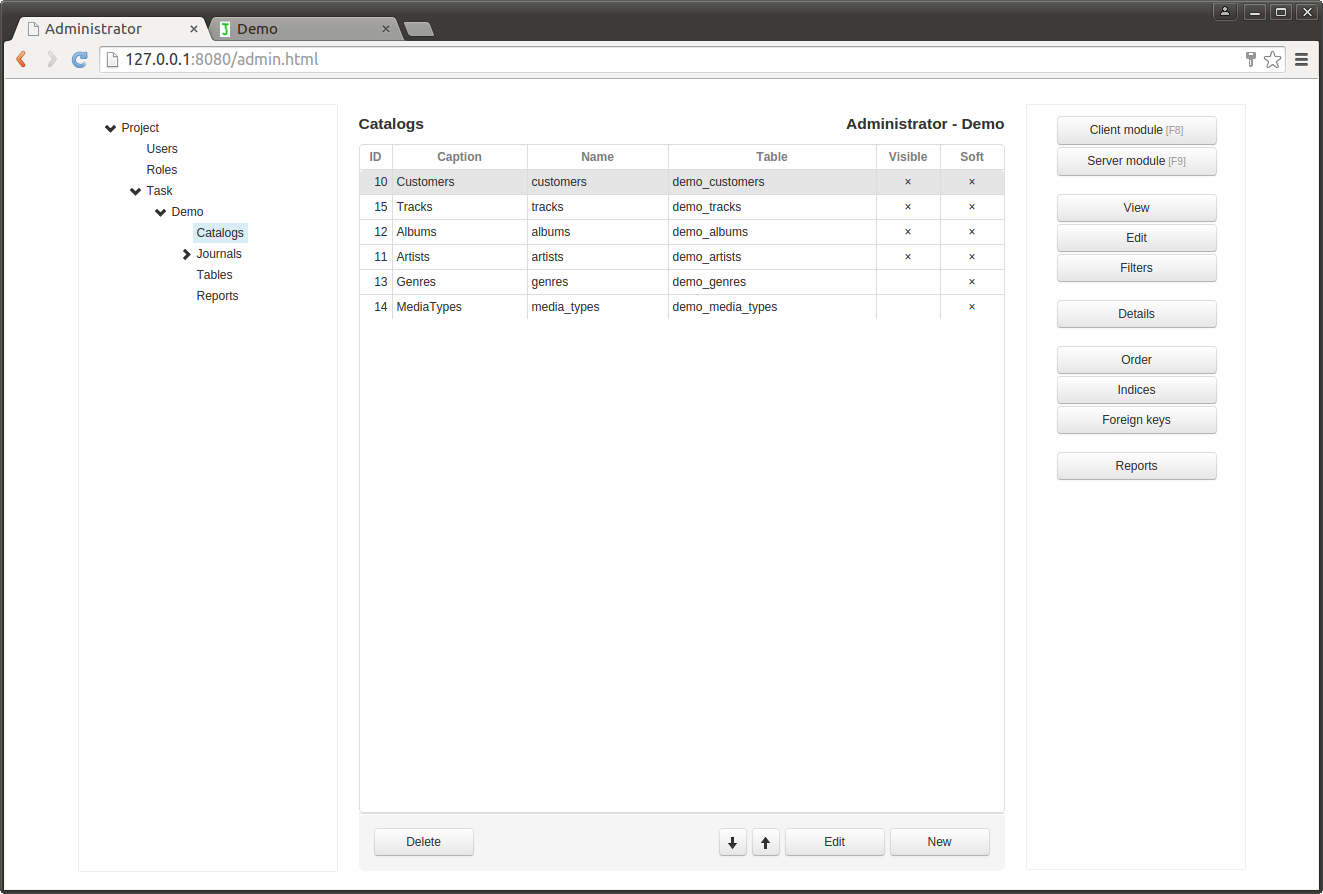 Administrator × Demo ×
127.0.0.1:8080/admin.html
Project
Users
Roles
Task
Demo
Catalogs
Journals
Tables
Reports
Catalogs Administrator - Demo
ID Caption Name Table Visible Soft
10 Customers customers demo_customers × ×
15 Tracks tracks demo_tracks × ×
12 Albums albums demo_albums × ×
11 Artists artists demo_artists × ×
13 Genres genres demo_genres ×
14 MediaTypes media_types demo_media_types ×
Delete Edit New
Client module [F8]
Server module [F9]
View
Edit
Filters
Details
Order
Indices
Foreign keys
Reports